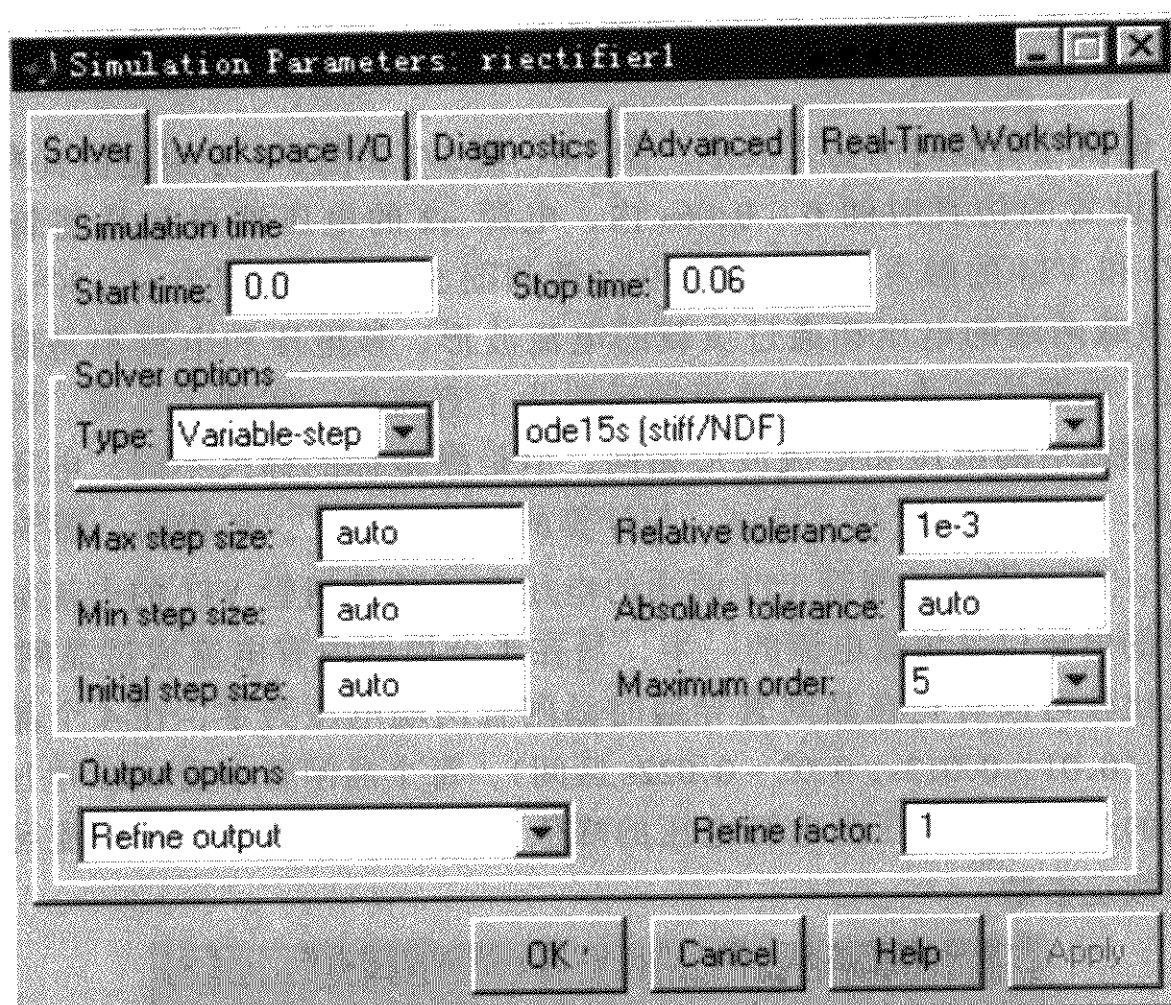 Simulation Parameters: riectifier1
Solver Workspace I/O Diagnostics Advanced Real-Time Workshop
Simulation time
Start time: 0.0 Stop time: 0.06
Solver options
Type: Variable-step ode15s (stiff/NDF)
Max step size: auto Relative tolerance: 1e-3
Min step size: auto Absolute tolerance: auto
Initial step size: auto Maximum order: 5
Output options
Refine output Refine factor: 1
OK Cancel Help Apply